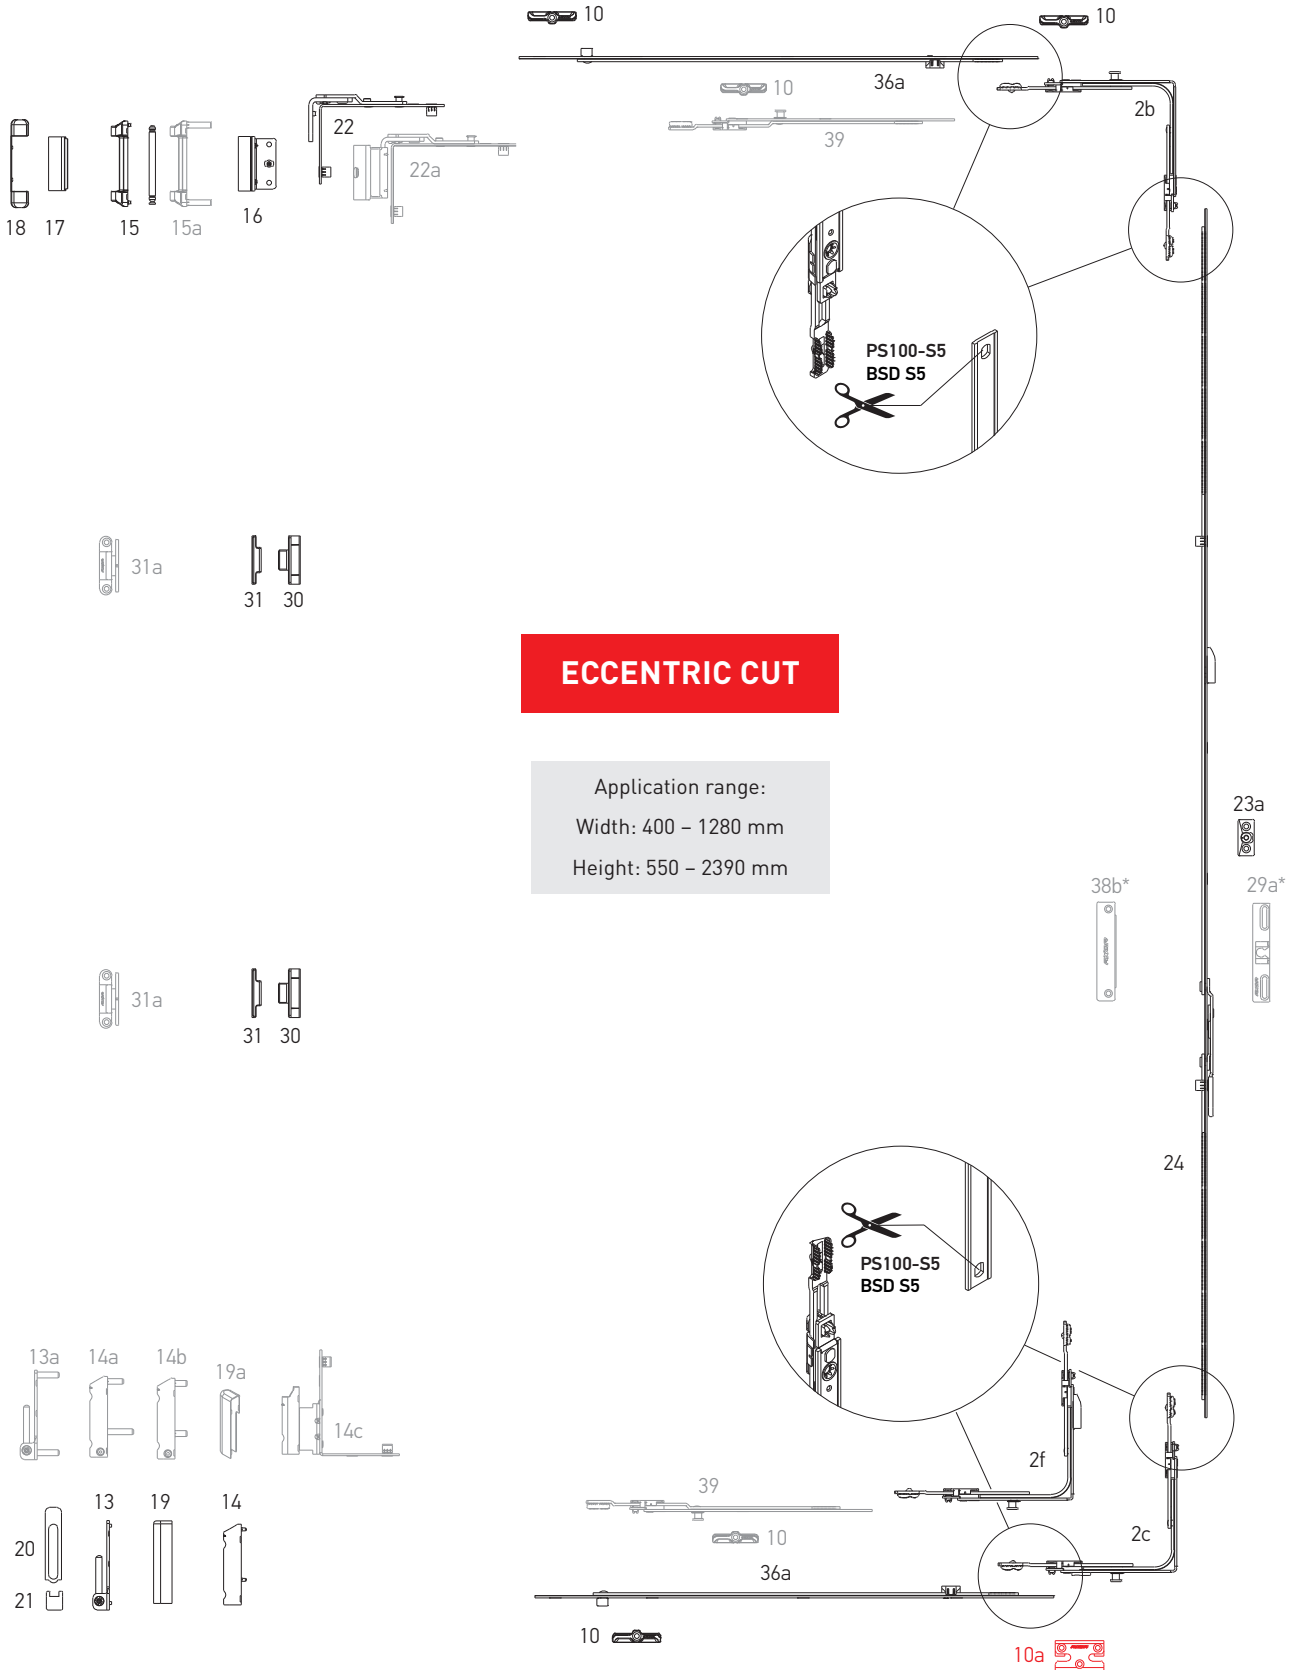 10
10
36a
10
39
2b
22
22a
18
17
15
15a
16
PS100-S5
BSD S5
31a
31
30
ECCENTRIC CUT
Application range:
Width: 400 – 1280 mm
Height: 550 – 2390 mm
23a
38b*
29a*
31a
31
30
24
PS100-S5
BSD S5
13a
14a
14b
19a
14c
2f
39
10
13
19
14
20
21
2c
36a
10
10a